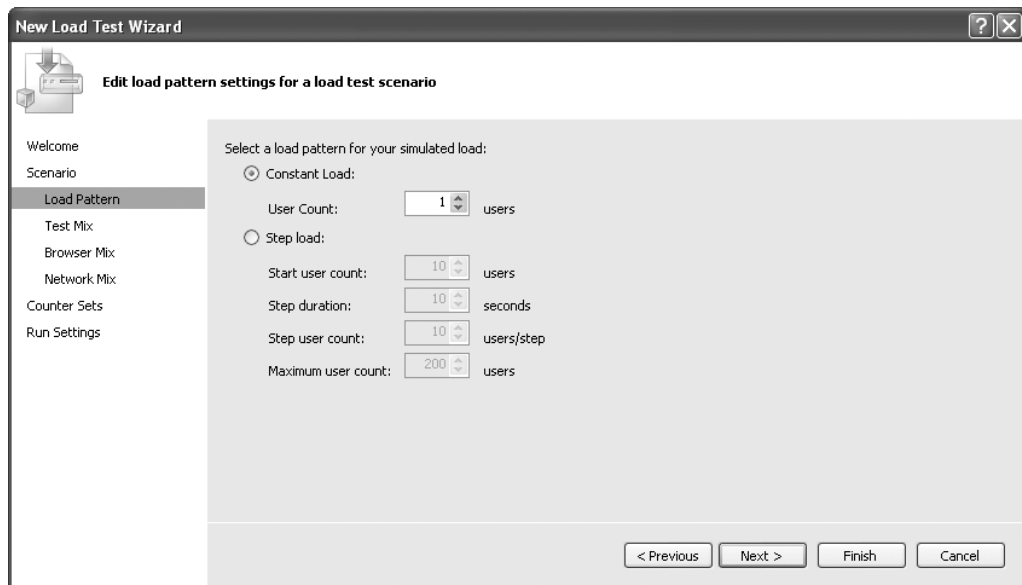 New Load Test Wizard
Edit load pattern settings for a load test scenario
Welcome
Scenario
Load Pattern
Test Mix
Browser Mix
Network Mix
Counter Sets
Run Settings
Select a load pattern for your simulated load:
Constant Load:
User Count: 1 users
Step load:
Start user count: 10 users
Step duration: 10 seconds
Step user count: 10 users/step
Maximum user count: 200 users
< Previous Next > Finish Cancel